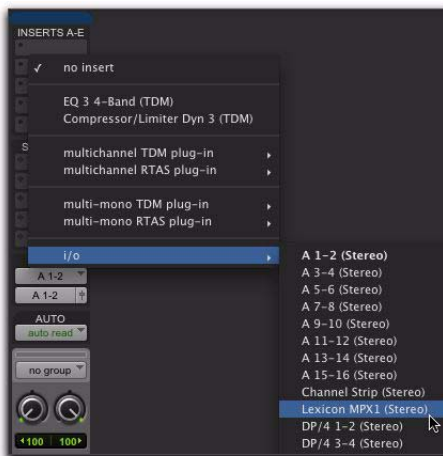 INSERTS A-E
✓ no insert
EQ 3 4-Band (TDM)
Compressor/Limiter Dyn 3 (TDM)
multichannel TDM plug-in
multichannel RTAS plug-in
multi-mono TDM plug-in
multi-mono RTAS plug-in
i/o
S
A 1-2 (Stereo)
A 3-4 (Stereo)
A 5-6 (Stereo)
A 7-8 (Stereo)
A 9-10 (Stereo)
A 11-12 (Stereo)
A 13-14 (Stereo)
A 15-16 (Stereo)
Channel Strip (Stereo)
Lexicon MPX1 (Stereo)
DP/4 1-2 (Stereo)
DP/4 3-4 (Stereo)
A 1-2
A 1-2
AUTO
auto read
no group
100 100